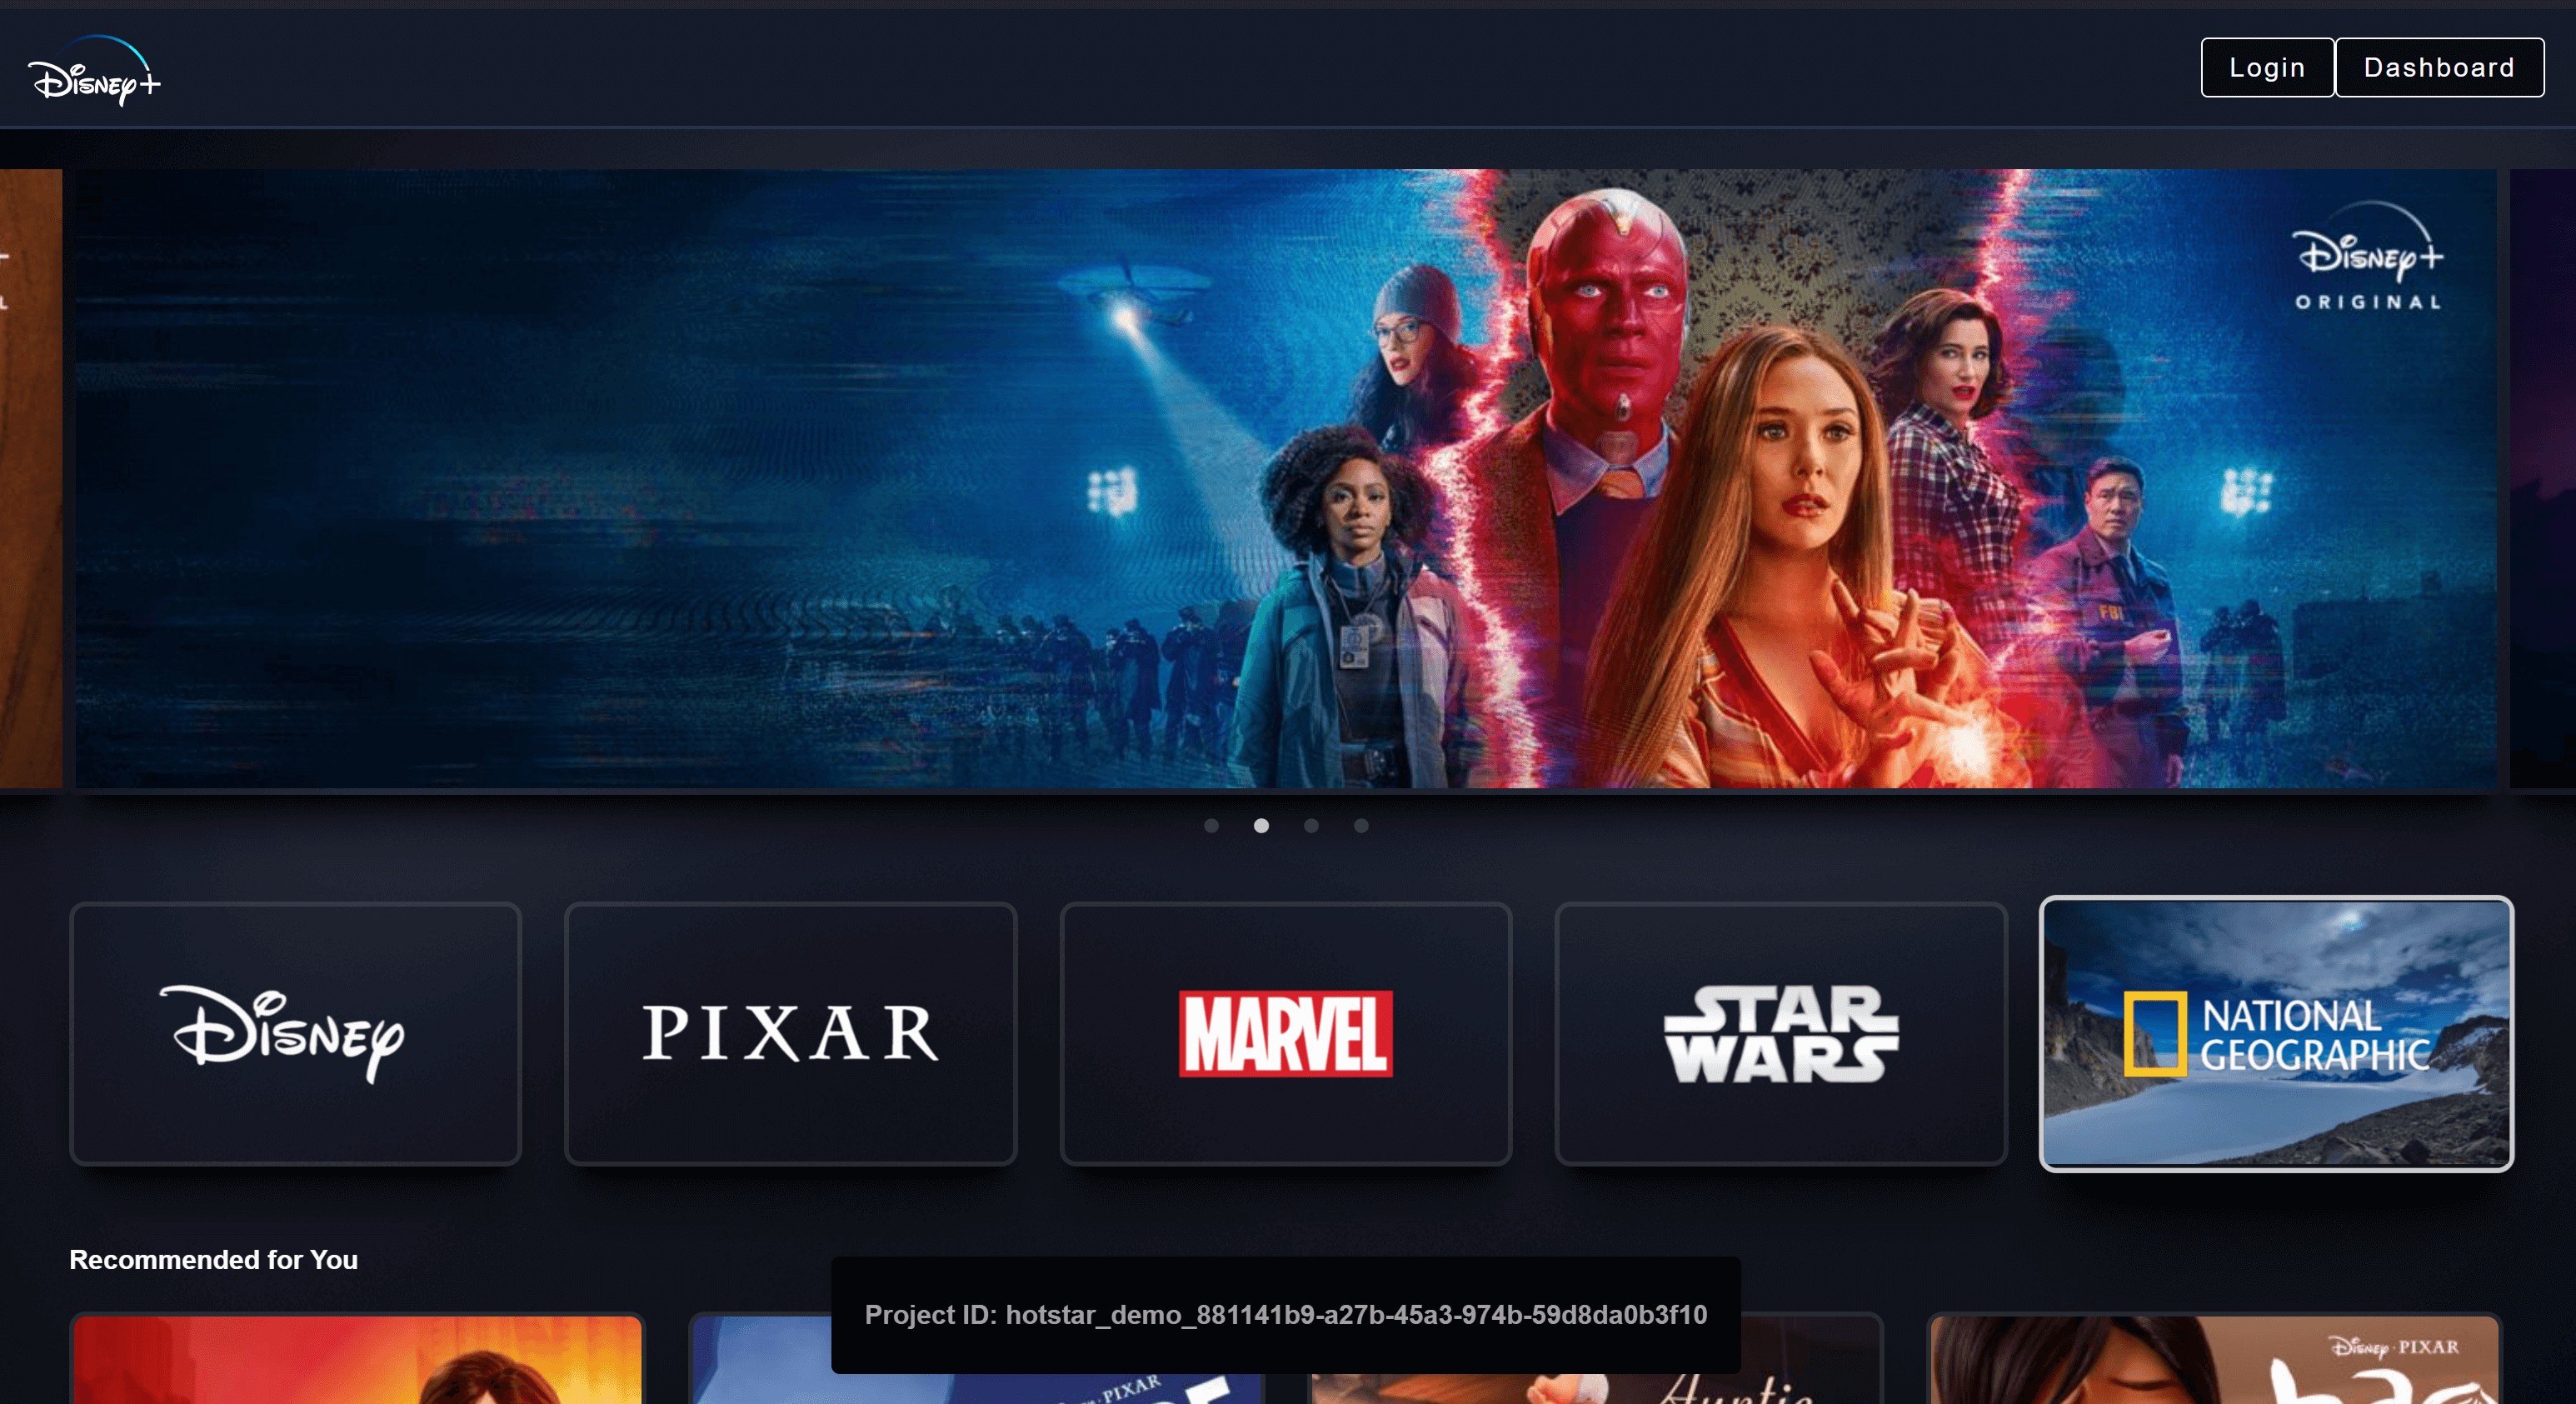 Disney+
Login
Dashboard
Disney+
ORIGINAL
L
FBI
Disney
PIXAR
MARVEL
STAR
WARS
NATIONAL
GEOGRAPHIC
Recommended for You
Project ID: hotstar_demo_881141b9-a27b-45a3-974b-59d8da0b3f10
PIXAR
Auntie
Disney · PIXAR
bao